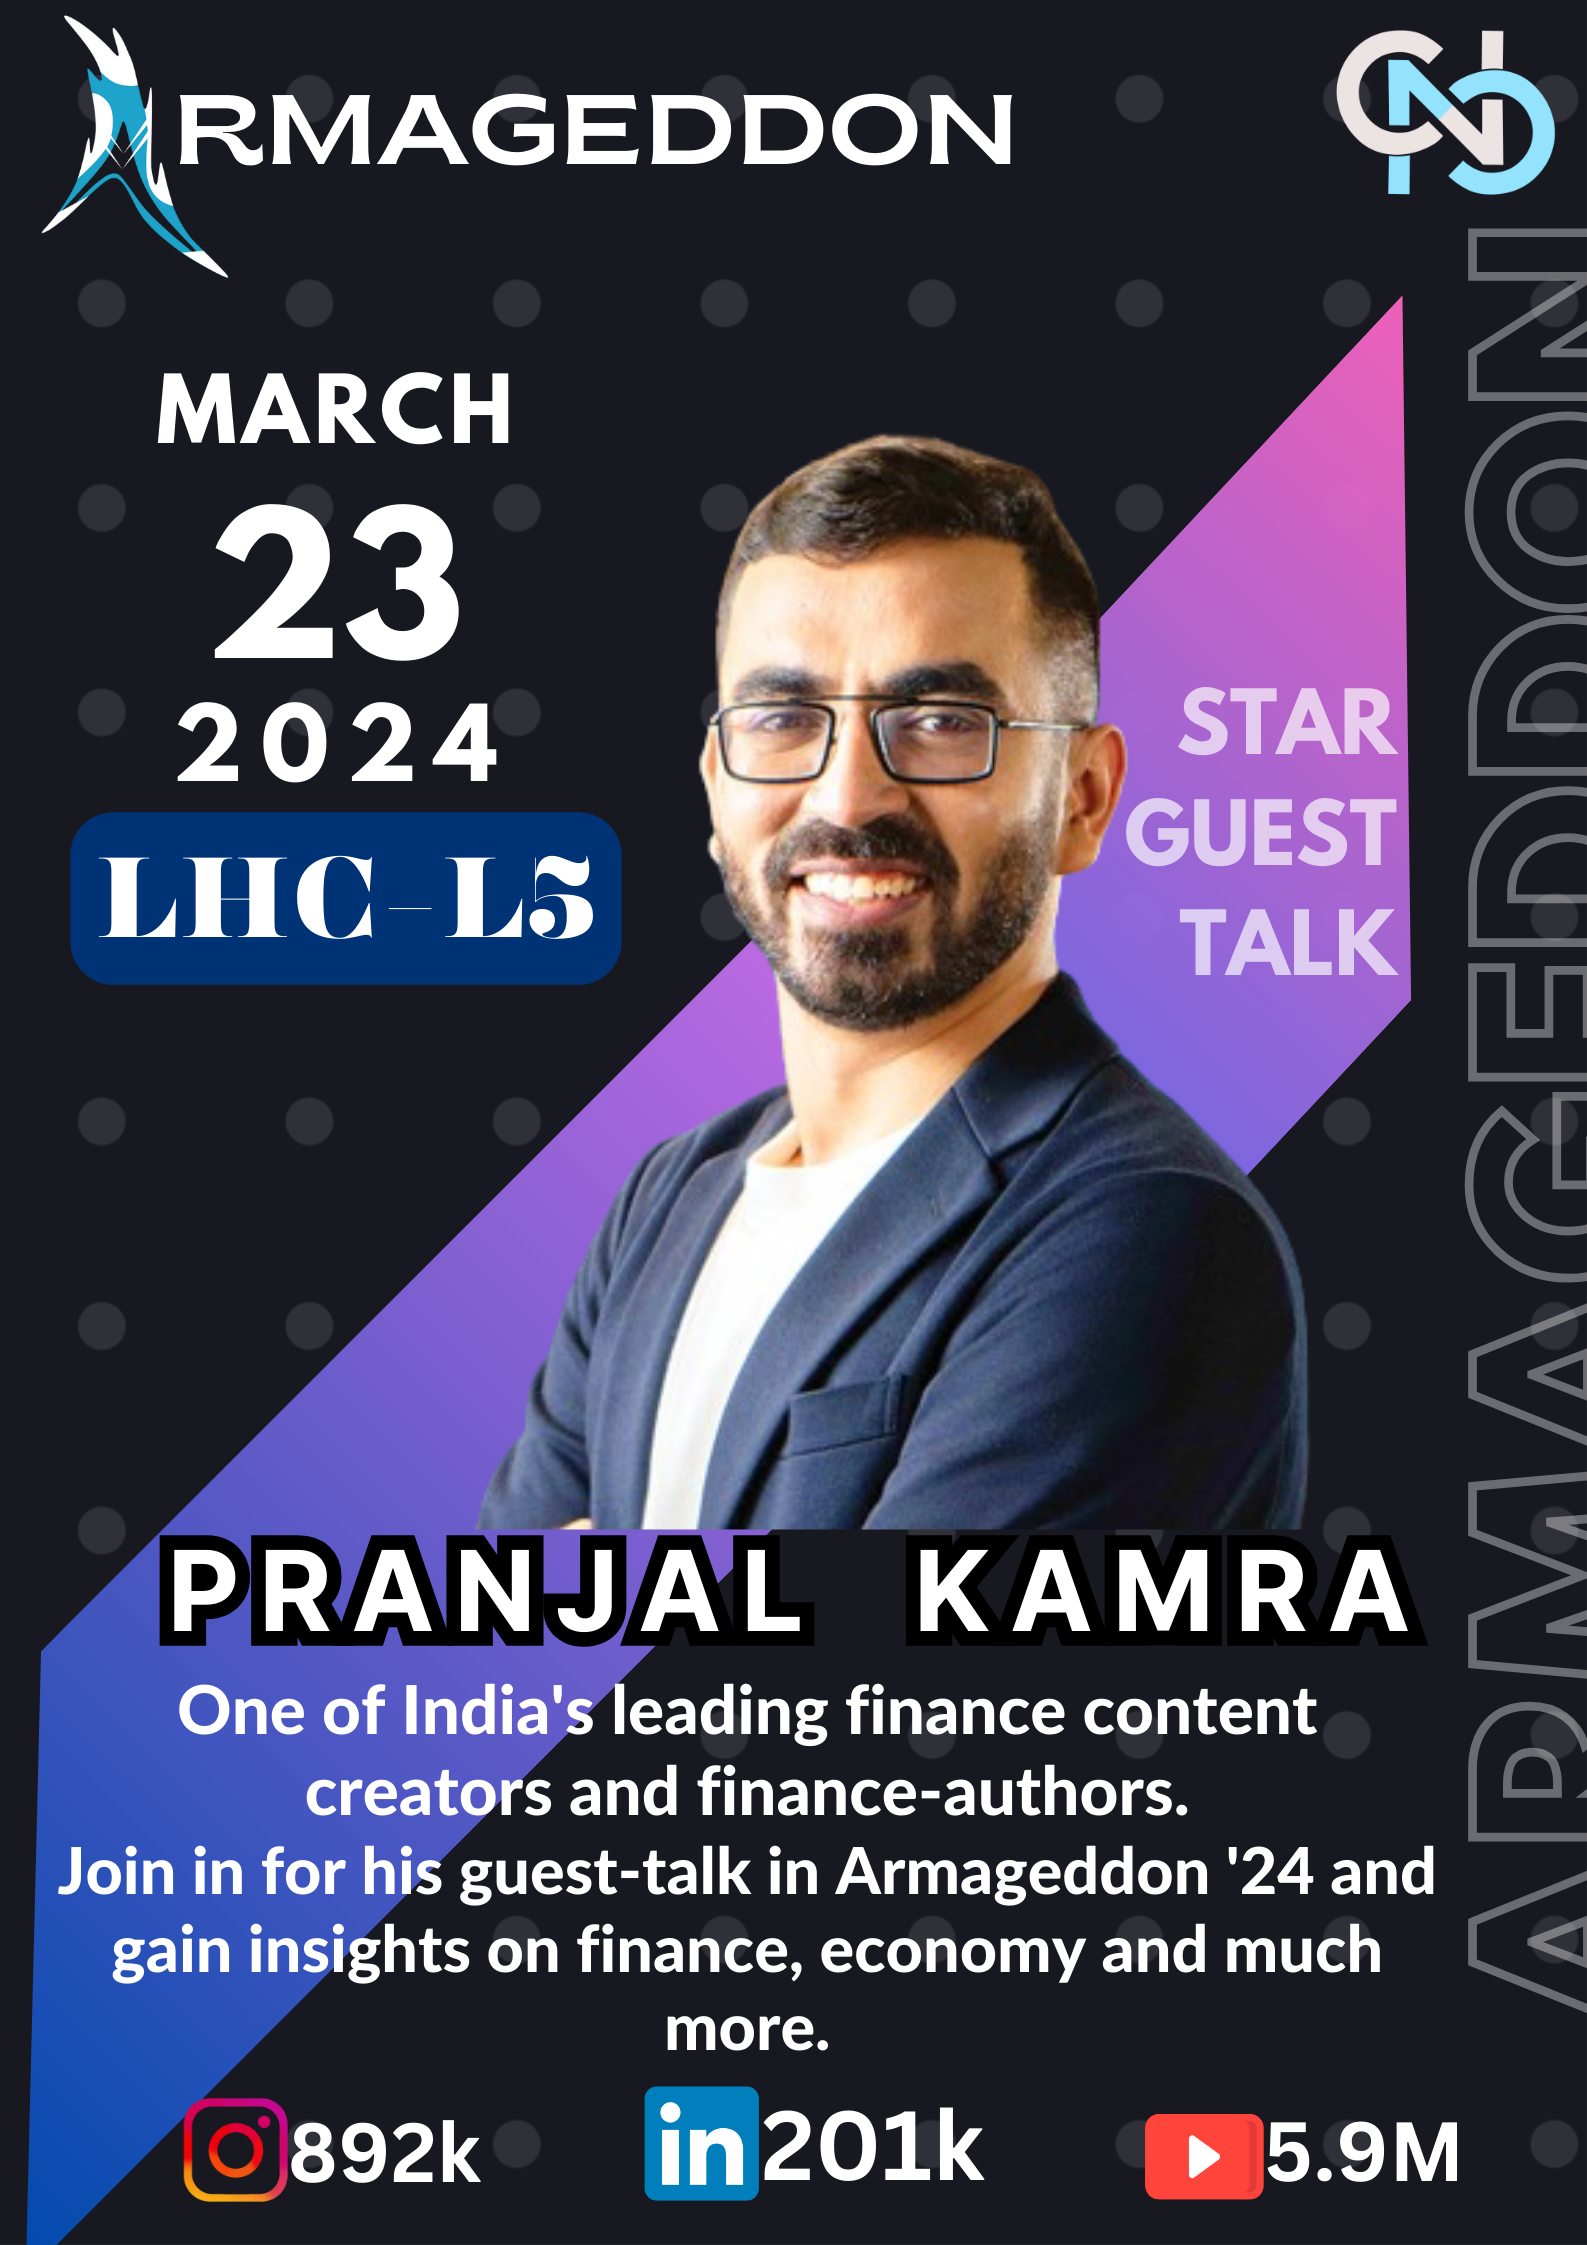 ARMAGEDDON
MARCH
23
2024
LHC-L5
STAR
GUEST
TALK
ARMAGEDDON
PRANJAL KAMRA
One of India's leading finance content
creators and finance-authors.
Join in for his guest-talk in Armageddon '24 and
gain insights on finance, economy and much
more.
892k
in 201k
5.9M